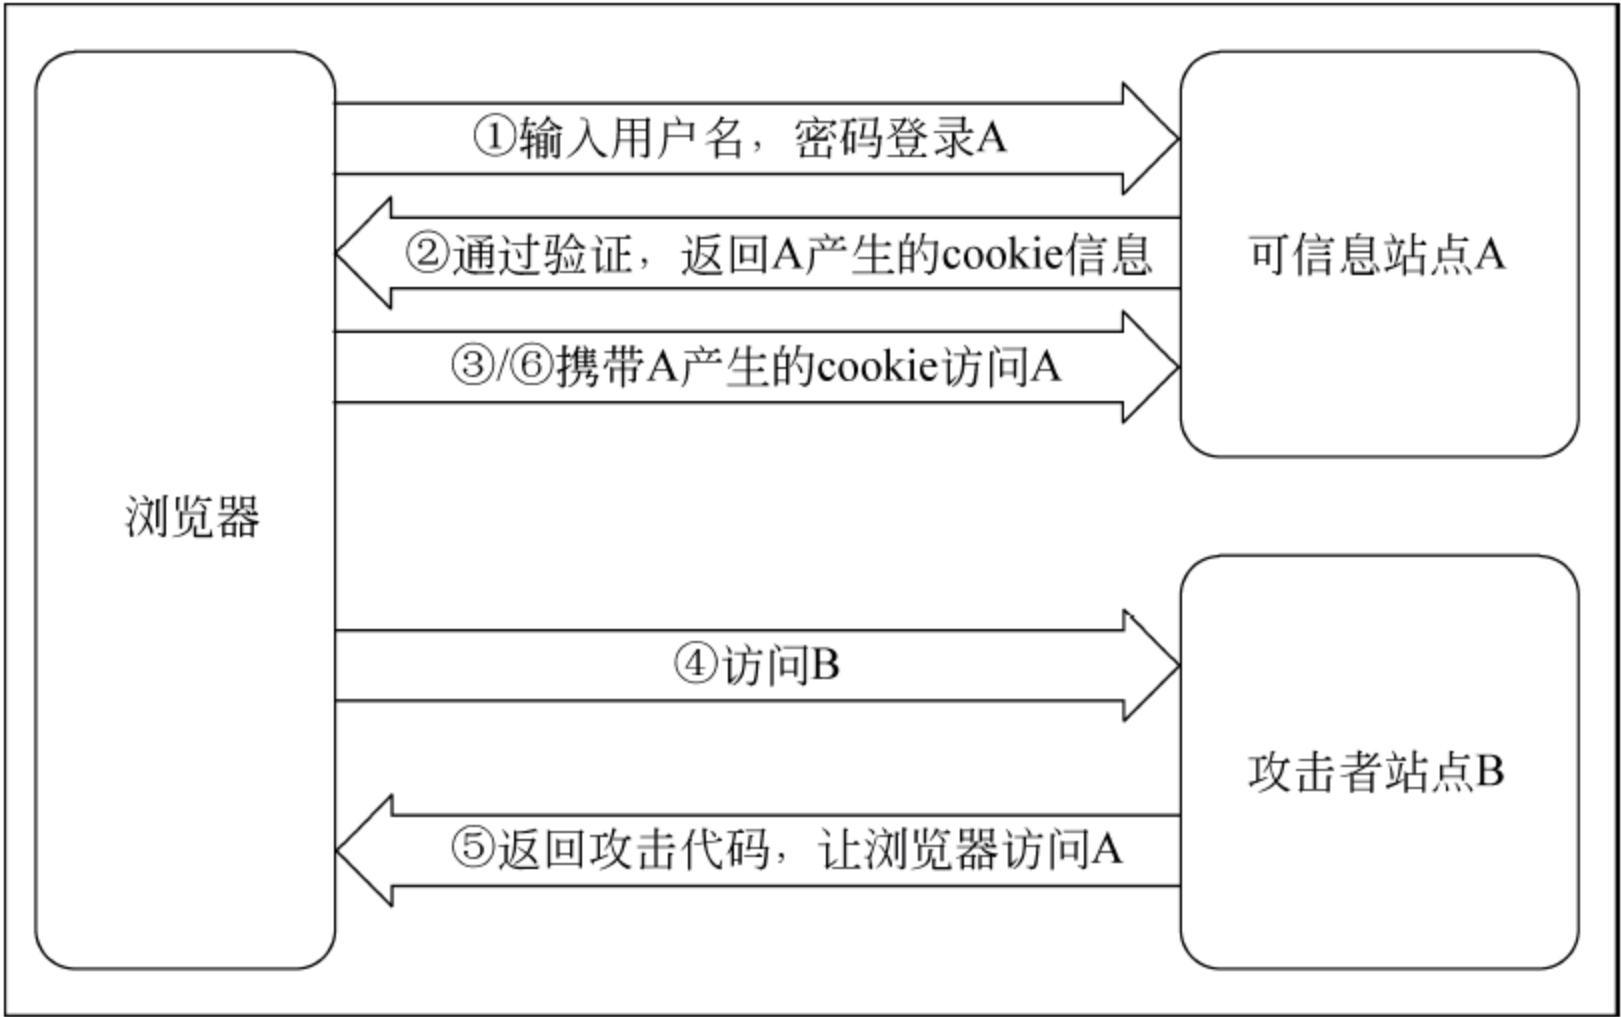 ①输入用户名，密码登录A
②通过验证，返回A产生的cookie信息
可信息站点A
③/⑥携带A产生的cookie访问A
浏览器
④访问B
攻击者站点B
⑤返回攻击代码，让浏览器访问A